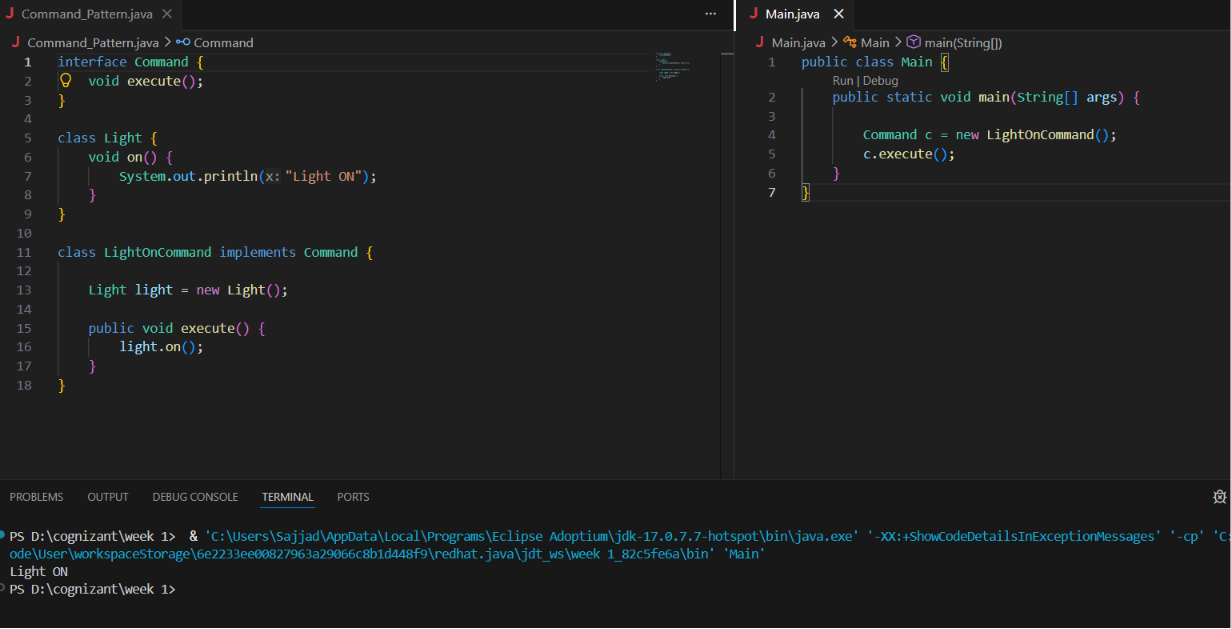 Command_Pattern.java
Command_Pattern.java > Command
1 interface Command {
2 void execute();
3 }
4
5 class Light {
6 void on() {
7 System.out.println(x: "Light ON");
8 }
9 }
10
11 class LightOnCommand implements Command {
12
13 Light light = new Light();
14
15 public void execute() {
16 light.on();
17 }
18 }
Main.java
Main.java > Main > main(String[])
1 public class Main {
Run | Debug
2 public static void main(String[] args) {
3
4 Command c = new LightOnCommand();
5 c.execute();
6 }
7 }
PROBLEMS OUTPUT DEBUG CONSOLE TERMINAL PORTS
PS D:\cognizant\week 1> & 'C:\Users\Sajjad\AppData\Local\Programs\Eclipse Adoptium\jdk-17.0.7.7-hotspot\bin\java.exe' '-XX:+ShowCodeDetailsInExceptionMessages' '-cp' 'C:
ode\User\workspaceStorage\6e2233ee00827963a29066c8b1d448f9\redhat.java\jdt_ws\week 1_82c5fe6a\bin' 'Main'
Light ON
PS D:\cognizant\week 1>